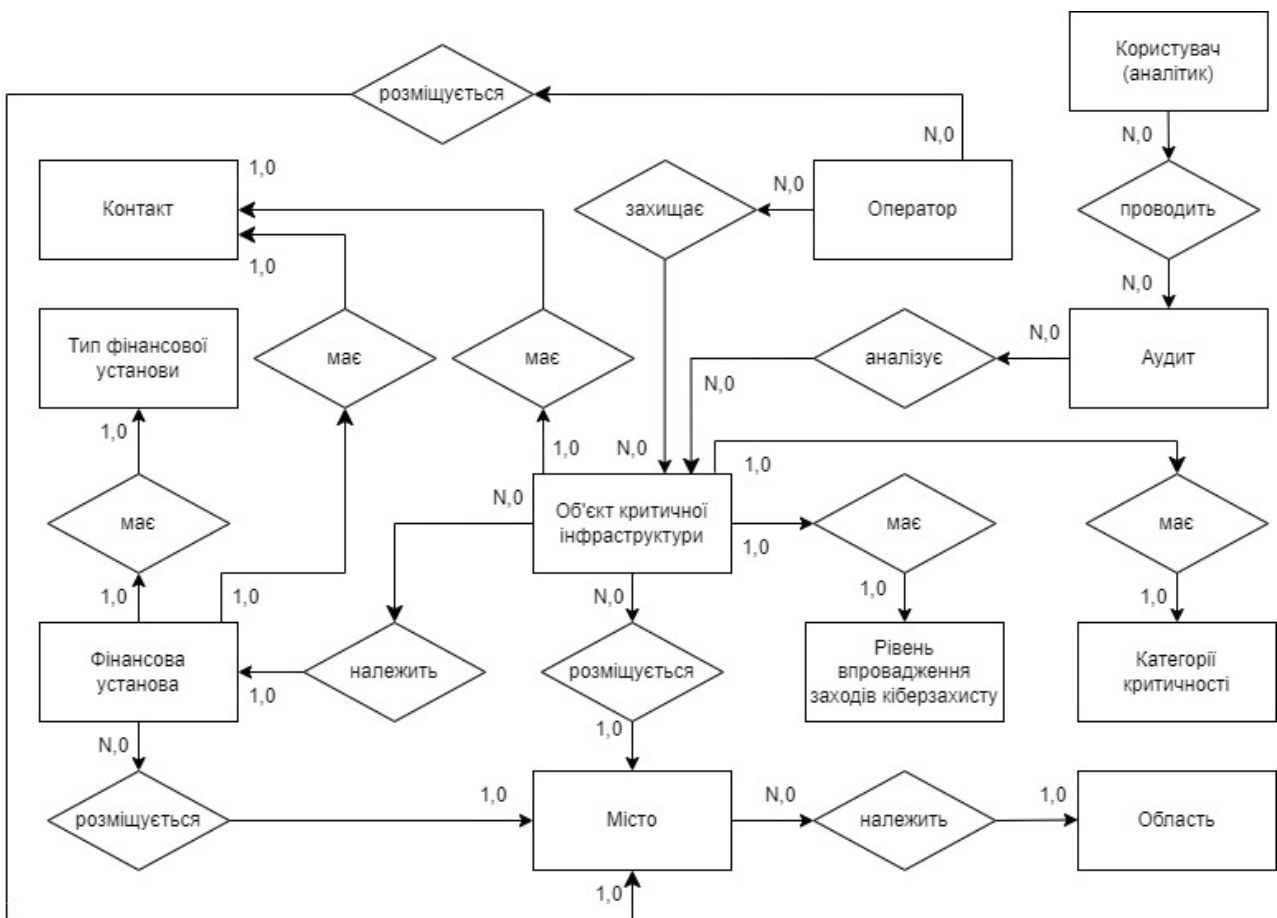 Користувач
(аналітик)
розміщується
N,0
N,0
1,0
Контакт
захищає
N,0
Оператор
проводить
1,0
N,0
Тип фінансової
установи
має
має
аналізує
N,0
Аудит
N,0
1,0
1,0
N,0
1,0
N,0
Об'єкт критичної
інфраструктури
має
1,0
має
має
1,0
1,0
1,0
1,0
N,0
Фінансова
установа
1,0
належить
розміщується
Рівень
впровадження
заходів кіберзахисту
Категорії
критичності
N,0
1,0
розміщується
1,0
Місто
N,0
належить
1,0
Область
1,0